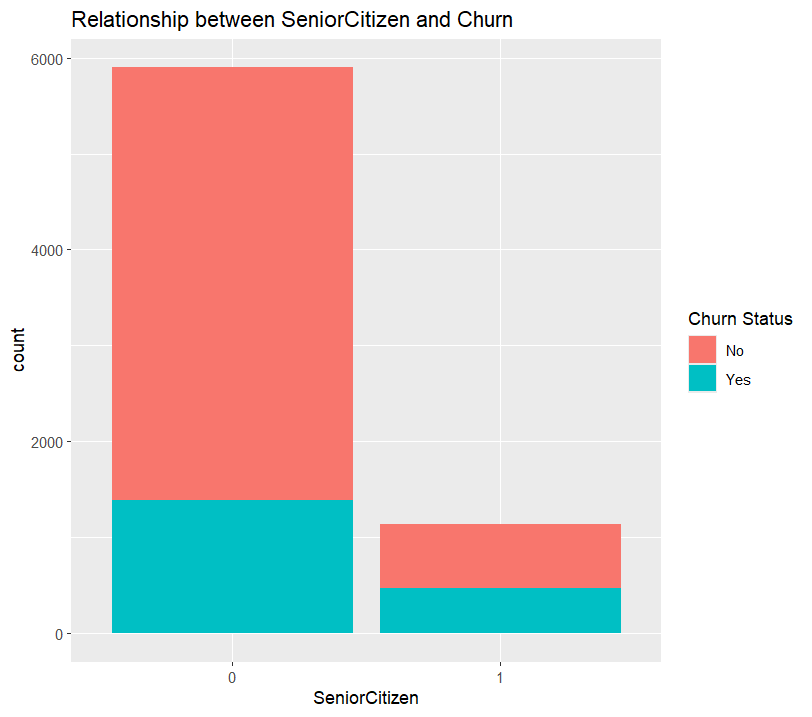 Relationship between SeniorCitizen and Churn
6000
4000
2000
0
count
0
1
SeniorCitizen
Churn Status
No
Yes